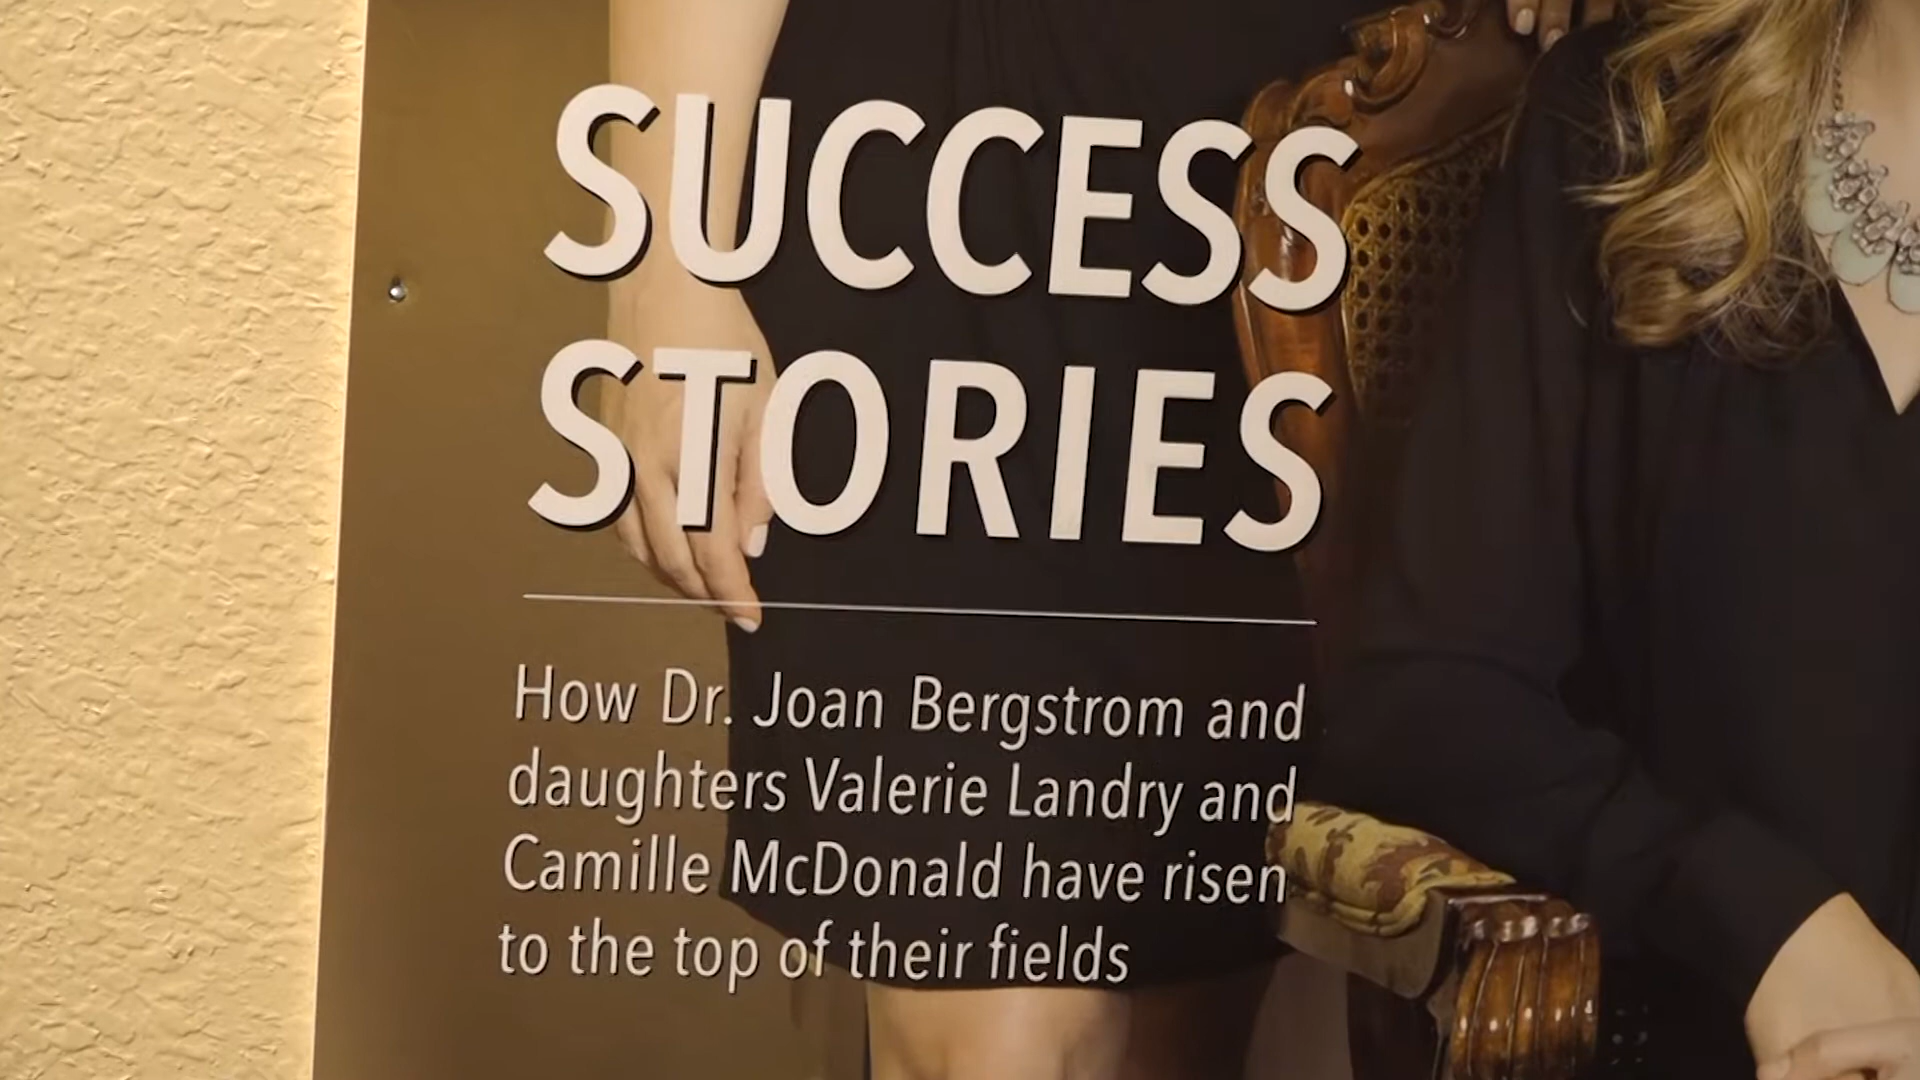 SUCCESS
STORIES
How Dr. Joan Bergstrom and
daughters Valerie Landry and
Camille McDonald have risen
to the top of their fields